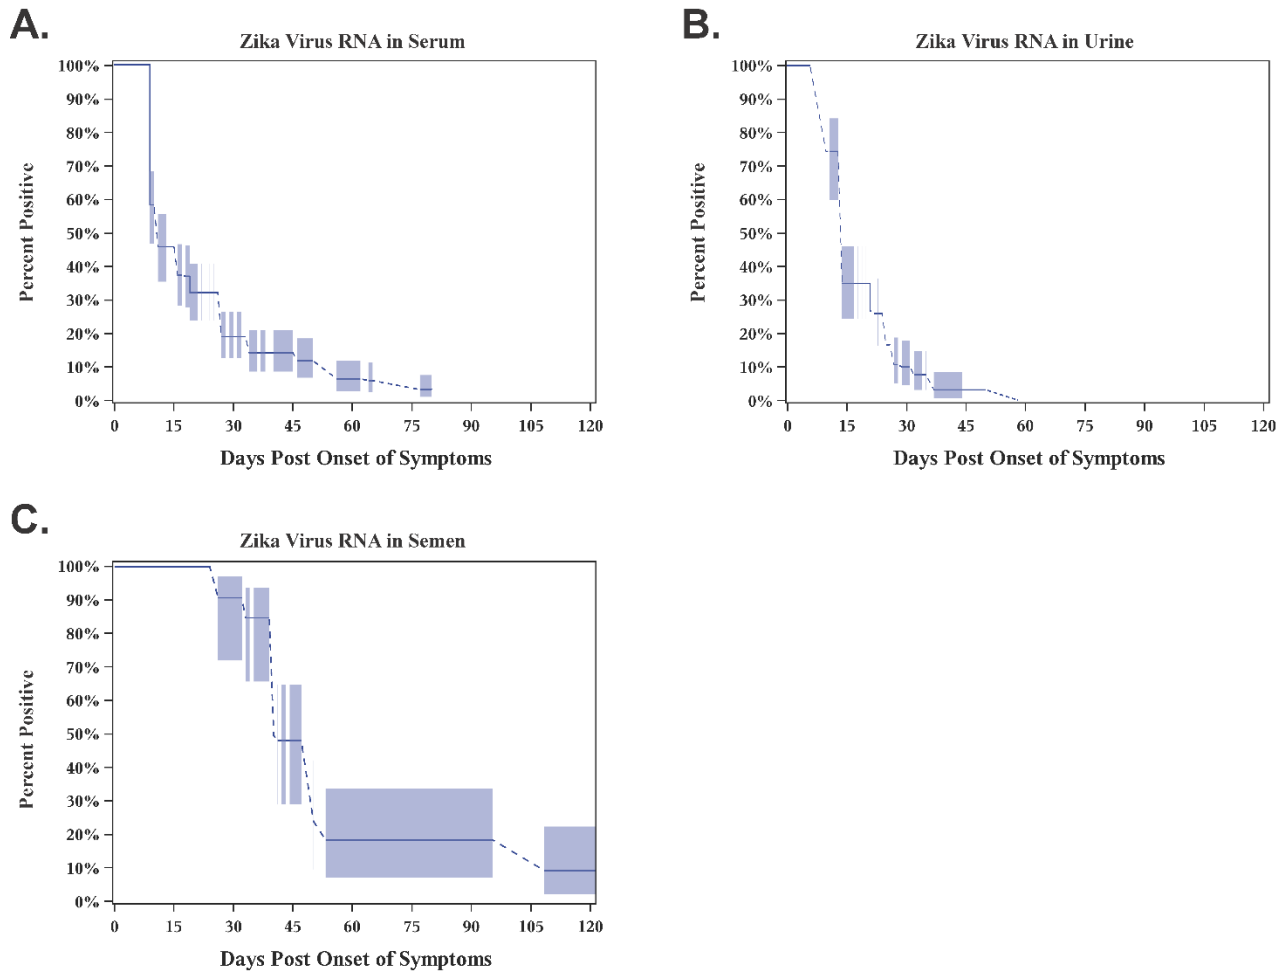 A.
Zika Virus RNA in Serum
100%
90%
80%
70%
60%
50%
40%
30%
20%
10%
0%
Percent Positive
0 15 30 45 60 75 90 105 120
Days Post Onset of Symptoms
B.
Zika Virus RNA in Urine
100%
90%
80%
70%
60%
50%
40%
30%
20%
10%
0%
Percent Positive
0 15 30 45 60 75 90 105 120
Days Post Onset of Symptoms
C.
Zika Virus RNA in Semen
100%
90%
80%
70%
60%
50%
40%
30%
20%
10%
0%
Percent Positive
0 15 30 45 60 75 90 105 120
Days Post Onset of Symptoms